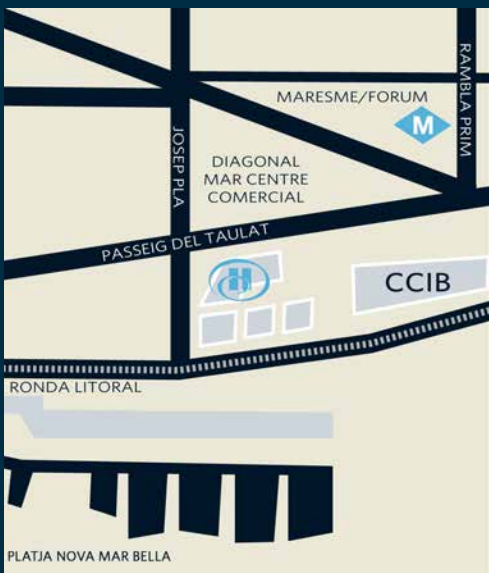 RAMBLA PRIM
MARESME/FORUM
M
JOSEP PLA
DIAGONAL
MAR CENTRE
COMERCIAL
PASSEIG DEL TAULAT
H
CCIB
RONDA LITORAL
PLATJA NOVA MAR BELLA